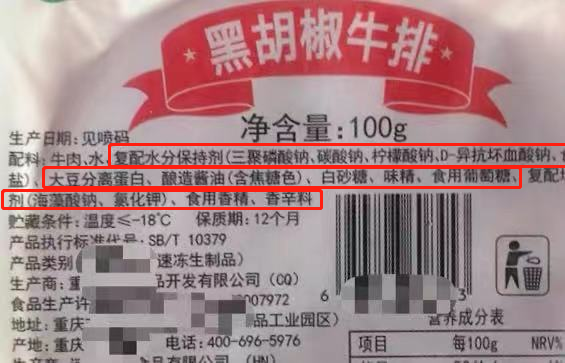 黑胡椒牛排
净含量:100g
生产日期:见喷码
配料:牛肉、水、复配水分保持剂(三聚磷酸钠,碳酸钠,柠檬酸钠,D-异抗坏血酸钠,食
盐)、大豆分离蛋白、酿造酱油(含焦糖色)、白砂糖、味精、食用葡萄糖、复配增
剂(海藻酸钠、氯化钾)、食用香精、香辛料
贮藏条件:温度≤-18℃ 保质期:12个月
产品执行标准代号:SB/T 10379
产品类别 速冻生制品)
生产商:重 品开发有限公司(CQ)
食品生产许 007972
地址:重庆 品工业园区)
产地:重庆 电话:400-696-5976
品有限公司(HN)
6 3
营养成分表
项目 每100g NRV%